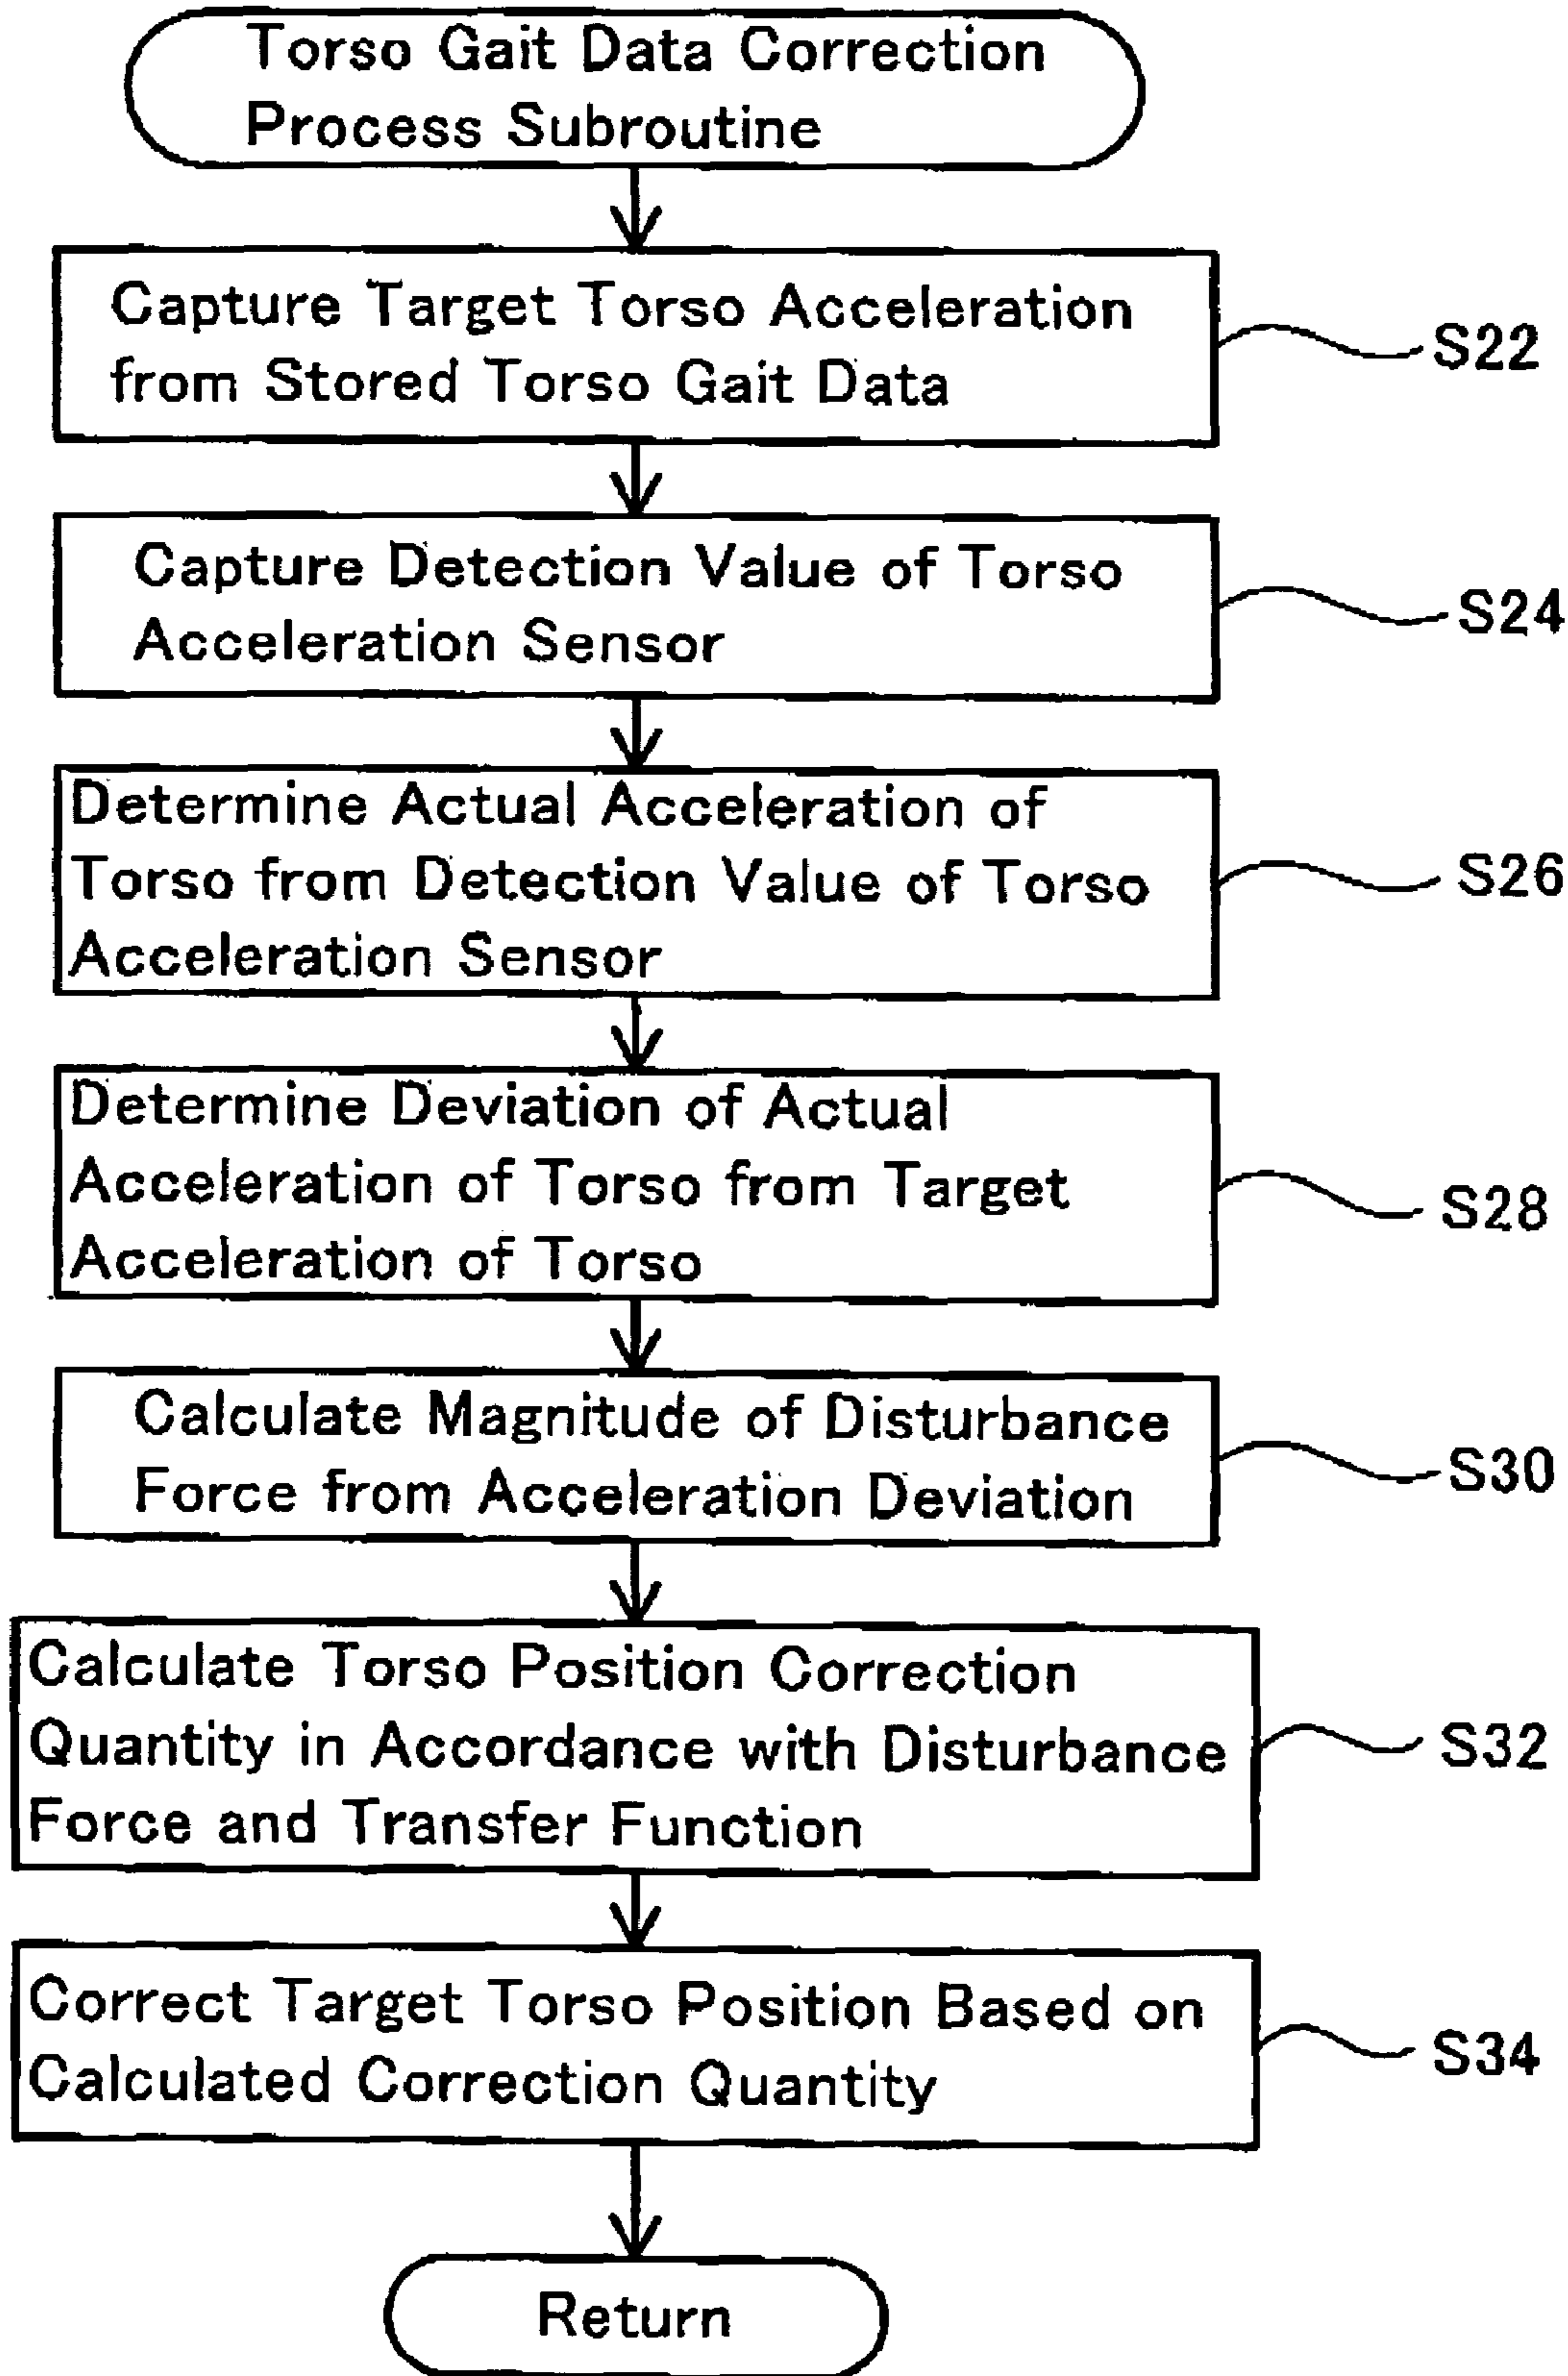 Torso Gait Data Correction
Process Subroutine
Capture Target Torso Acceleration
from Stored Torso Gait Data
S22
Capture Detection Value of Torso
Acceleration Sensor
S24
Determine Actual Acceleration of
Torso from Detection Value of Torso
Acceleration Sensor
S26
Determine Deviation of Actual
Acceleration of Torso from Target
Acceleration of Torso
S28
Calculate Magnitude of Disturbance
Force from Acceleration Deviation
S30
Calculate Torso Position Correction
Quantity in Accordance with Disturbance
Force and Transfer Function
S32
Correct Target Torso Position Based on
Calculated Correction Quantity
S34
Return